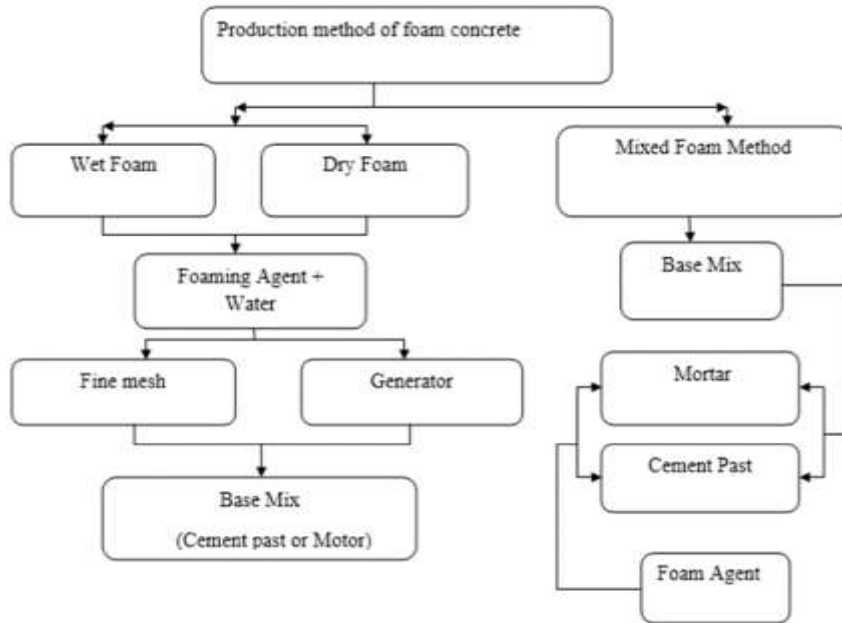 Production method of foam concrete
Wet Foam
Dry Foam
Mixed Foam Method
Foaming Agent +
Water
Base Mix
Fine mesh
Generator
Mortar
Cement Past
Base Mix
(Cement past or Motor)
Foam Agent